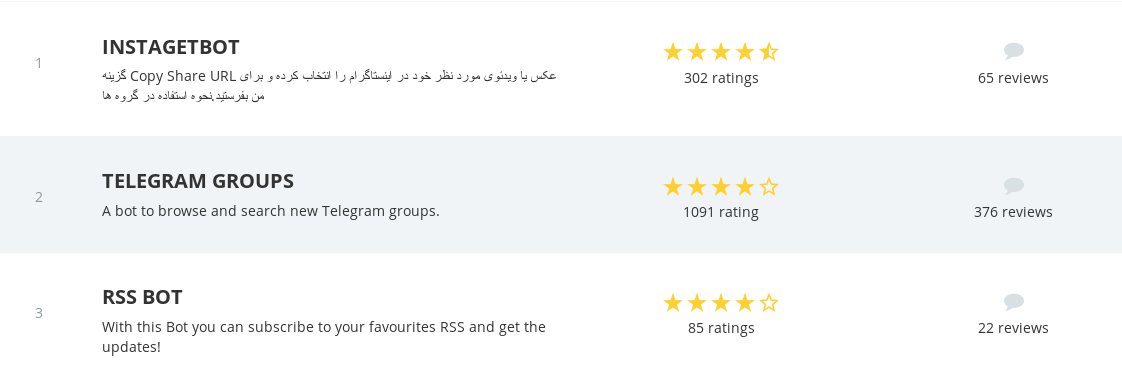 1
INSTAGETBOT
گزینه Copy Share URL عکس یا ویدئوی مورد نظر خود در اینستاگرام را انتخاب کرده و برای
من بفرستید.نحوه استفاده در گروه ها
302 ratings
65 reviews
2
TELEGRAM GROUPS
A bot to browse and search new Telegram groups.
1091 rating
376 reviews
3
RSS BOT
With this Bot you can subscribe to your favourites RSS and get the
updates!
85 ratings
22 reviews